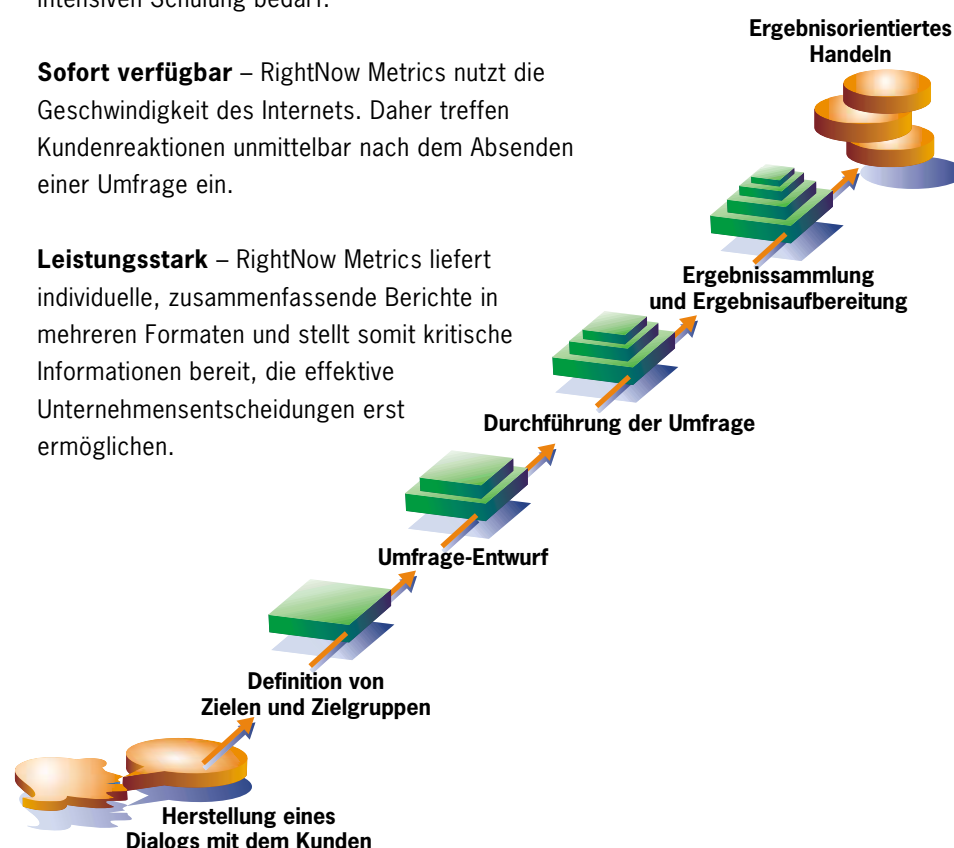 intensiven Schulung bedarf.
Sofort verfügbar – RightNow Metrics nutzt die
Geschwindigkeit des Internets. Daher treffen
Kundenreaktionen unmittelbar nach dem Absenden
einer Umfrage ein.
Leistungsstark – RightNow Metrics liefert
individuelle, zusammenfassende Berichte in
mehreren Formaten und stellt somit kritische
Informationen bereit, die effektive
Unternehmensentscheidungen erst
ermöglichen.
Ergebnisorientiertes
Handeln
Ergebnissammlung
und Ergebnisaufbereitung
Durchführung der Umfrage
Umfrage-Entwurf
Definition von
Zielen und Zielgruppen
Herstellung eines
Dialogs mit dem Kunden